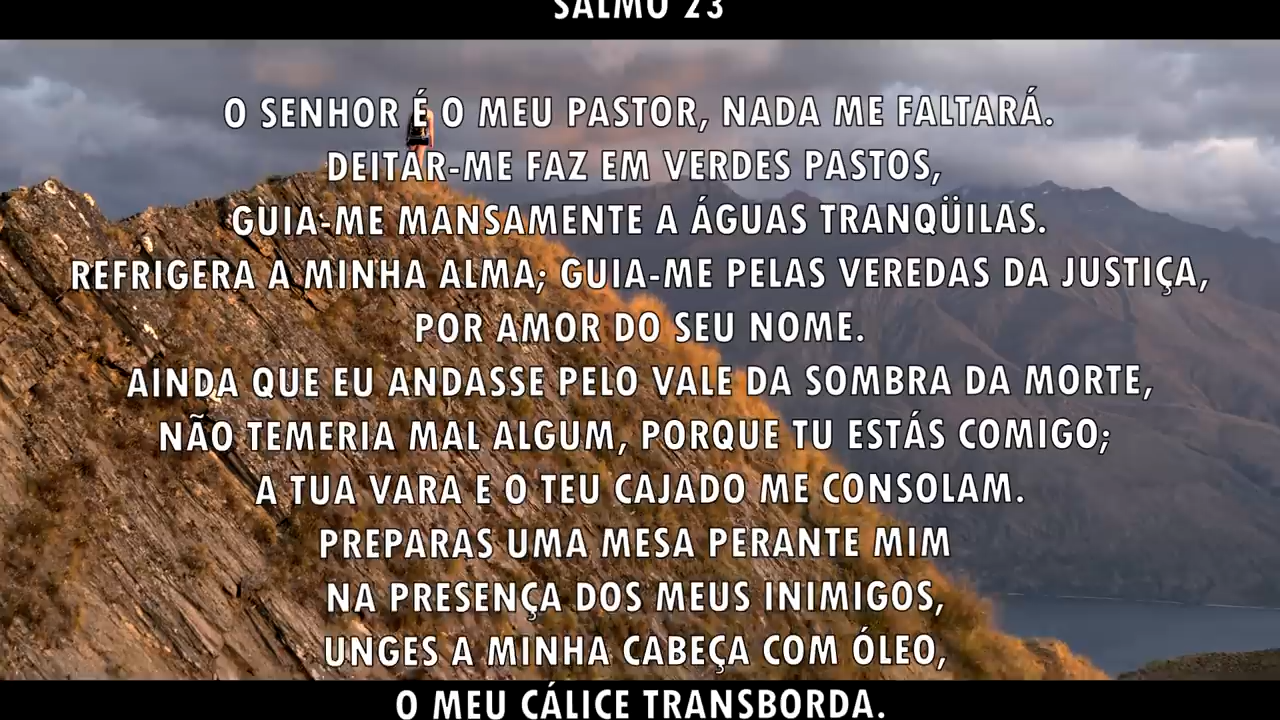 SALMO 23
O SENHOR É O MEU PASTOR, NADA ME FALTARÁ.
DEITAR-ME FAZ EM VERDES PASTOS,
GUIA-ME MANSAMENTE A ÁGUAS TRANQÜILAS.
REFRIGERA A MINHA ALMA; GUIA-ME PELAS VEREDAS DA JUSTIÇA,
POR AMOR DO SEU NOME.
AINDA QUE EU ANDASSE PELO VALE DA SOMBRA DA MORTE,
NÃO TEMERIA MAL ALGUM, PORQUE TU ESTÁS COMIGO;
A TUA VARA E O TEU CAJADO ME CONSOLAM.
PREPARAS UMA MESA PERANTE MIM
NA PRESENÇA DOS MEUS INIMIGOS,
UNGES A MINHA CABEÇA COM ÓLEO,
O MEU CÁLICE TRANSBORDA.